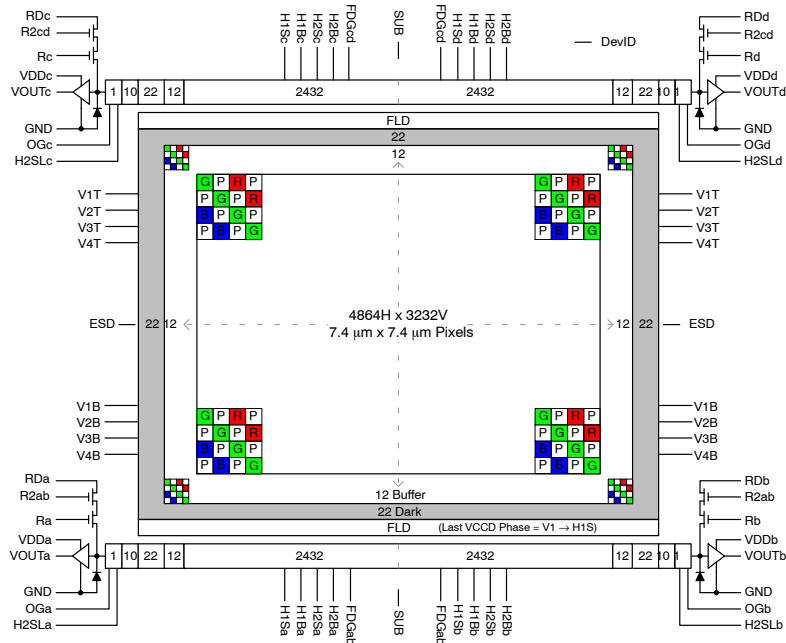 RDc
R2cd
Rc
VDDc
VOUTc
GND
OGc
H2SLc
H1Sc
H1Bc
H2Sc
H2Bc
FDGcd
SUB
FDGcd
H1Sd
H1Bd
H2Sd
H2Bd
DevID
RDd
R2cd
Rd
VDDd
VOUTd
GND
OGd
H2SLd
1 10 22 12 2432 2432 12 22 10 1
FLD
22
12
G P R P
P G P R
B P G P
P B P G
G P R P
P G P R
B P G P
P B P G
V1T
V2T
V3T
V4T
V1T
V2T
V3T
V4T
4864H x 3232V
7.4 μm x 7.4 μm Pixels
ESD 22 12 12 22 ESD
V1B
V2B
V3B
V4B
V1B
V2B
V3B
V4B
G P R P
P G P R
B P G P
P B P G
G P R P
P G P R
B P G P
P B P G
12 Buffer
22 Dark
FLD (Last VCCD Phase = V1 → H1S)
RDa
R2ab
Ra
VDDa
VOUTa
GND
OGa
H2SLa
1 10 22 12 2432 2432 12 22 10 1
RDb
R2ab
Rb
VDDb
VOUTb
GND
OGb
H2SLb
H1Sa
H1Ba
H2Sa
H2Ba
FDGab
SUB
FDGab
H1Sb
H1Bb
H2Sb
H2Bb